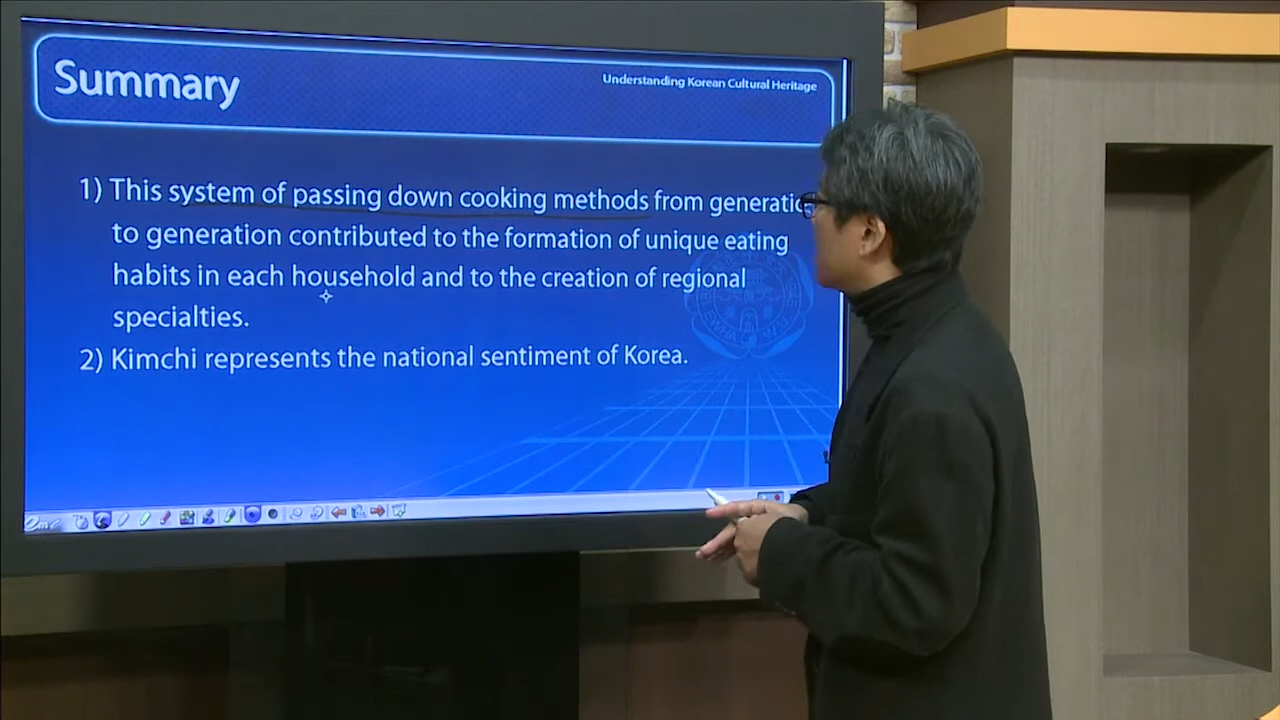 Summary
Understanding Korean Cultural Heritage
1) This system of passing down cooking methods from
to generation contributed to the formation of unique eating
habits in each household and to the creation of regional
specialties.
2) Kimchi represents the national sentiment of Korea.